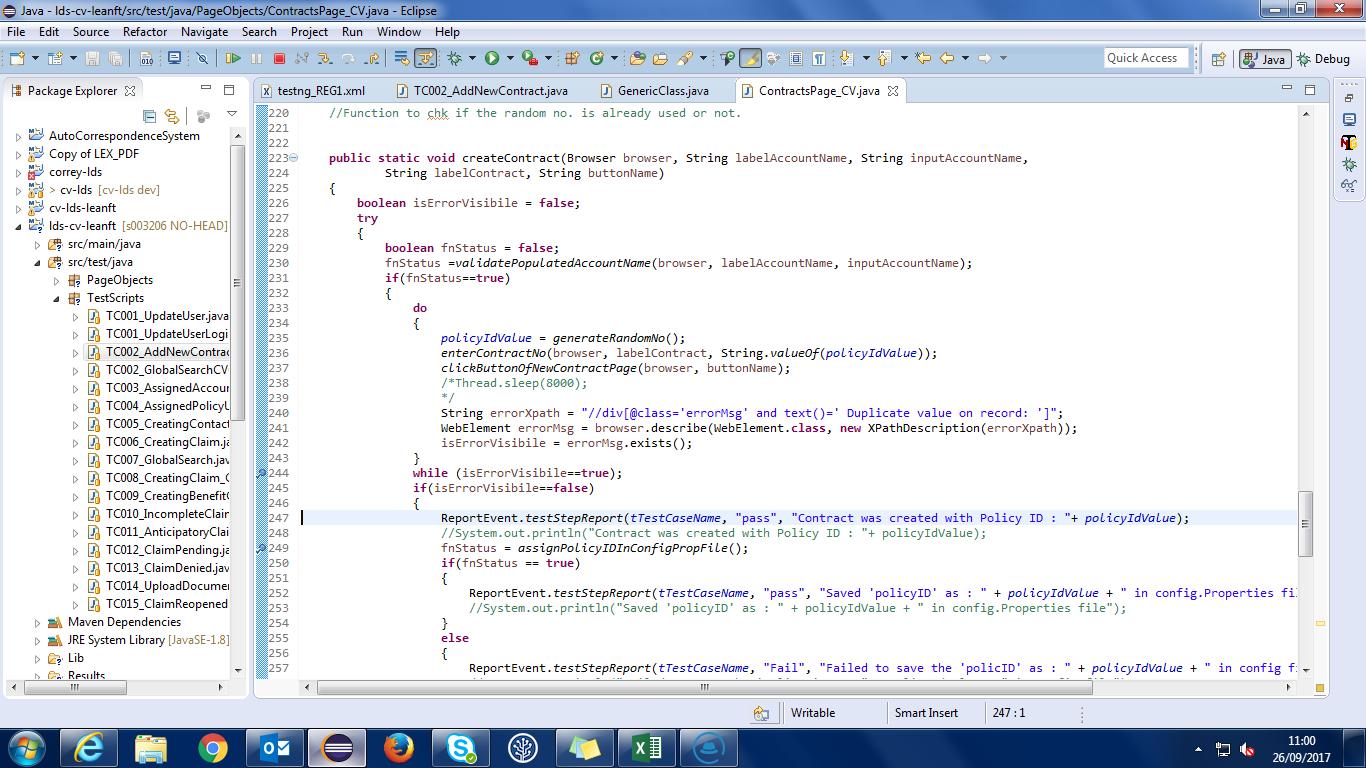 Java - lds-cv-leanft/src/test/java/PageObjects/ContractsPage_CV.java - Eclipse
File Edit Source Refactor Navigate Search Project Run Window Help
Quick Access
Java
Debug
Package Explorer
AutoCorrespondenceSystem
Copy of LEX_PDF
correy-lds
> cv-lds [cv-lds dev]
cv-lds-leanft
lds-cv-leanft [s003206 NO-HEAD]
src/main/java
src/test/java
PageObjects
TestScripts
TC001_UpdateUser.java
TC001_UpdateUserLogi
TC002_AddNewContrac
TC002_GlobalSearchCV
TC003_AssignedAccour
TC004_AssignedPolicyU
TC005_CreatingContact
TC006_CreatingClaim.ja
TC007_GlobalSearch.jav
TC008_CreatingClaim_C
TC009_CreatingBenefit
TC010_IncompleteClain
TC011_AnticipatoryClai
TC012_ClaimPending.ja
TC013_ClaimDenied.jav
TC014_UploadDocumen
TC015_ClaimReopened
Maven Dependencies
JRE System Library [JavaSE-1.8]
Lib
Results
testng_REG1.xml
TC002_AddNewContract.java
GenericClass.java
ContractsPage_CV.java
220 //Function to chk if the random no. is already used or not.
221
222
223 public static void createContract(Browser browser, String labelAccountName, String inputAccountName,
224 String labelContract, String buttonName)
225 {
226 boolean isErrorVisibile = false;
227 try
228 {
229 boolean fnStatus = false;
230 fnStatus =validatePopulatedAccountName(browser, labelAccountName, inputAccountName);
231 if(fnStatus==true)
232 {
233 do
234 {
235 policyIdValue = generateRandomNo();
236 enterContractNo(browser, labelContract, String.valueOf(policyIdValue));
237 clickButtonOfNewContractPage(browser, buttonName);
238 /*Thread.sleep(8000);
239 */
240 String errorXpath = "//div[@class='errorMsg' and text()=' Duplicate value on record: ']";
241 WebElement errorMsg = browser.describe(WebElement.class, new XPathDescription(errorXpath));
242 isErrorVisibile = errorMsg.exists();
243 }
244 while (isErrorVisibile==true);
245 if(isErrorVisibile==false)
246 {
247 ReportEvent.testStepReport(tTestCaseName, "pass", "Contract was created with Policy ID : "+ policyIdValue);
248 //System.out.println("Contract was created with Policy ID : "+ policyIdValue);
249 fnStatus = assignPolicyIDInConfigPropFile();
250 if(fnStatus == true)
251 {
252 ReportEvent.testStepReport(tTestCaseName, "pass", "Saved 'policyID' as : " + policyIdValue + " in config.Properties fil
253 //System.out.println("Saved 'policyID' as : " + policyIdValue + " in config.Properties file");
254 }
255 else
256 {
257 ReportEvent.testStepReport(tTestCaseName, "Fail", "Failed to save the 'policID' as : " + policyIdValue + " in config fi
Writable
Smart Insert
247 : 1
11:00
26/09/2017